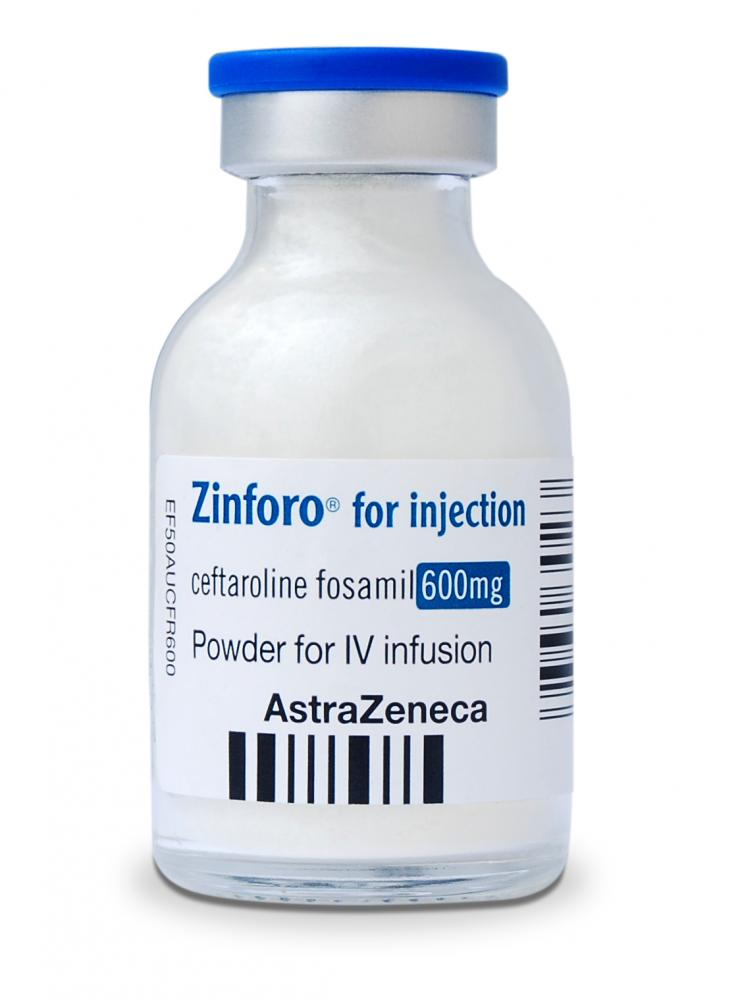 Zinforo® for injection
ceftaroline fosamil 600mg
Powder for IV infusion
AstraZeneca
EF50AUCFR600